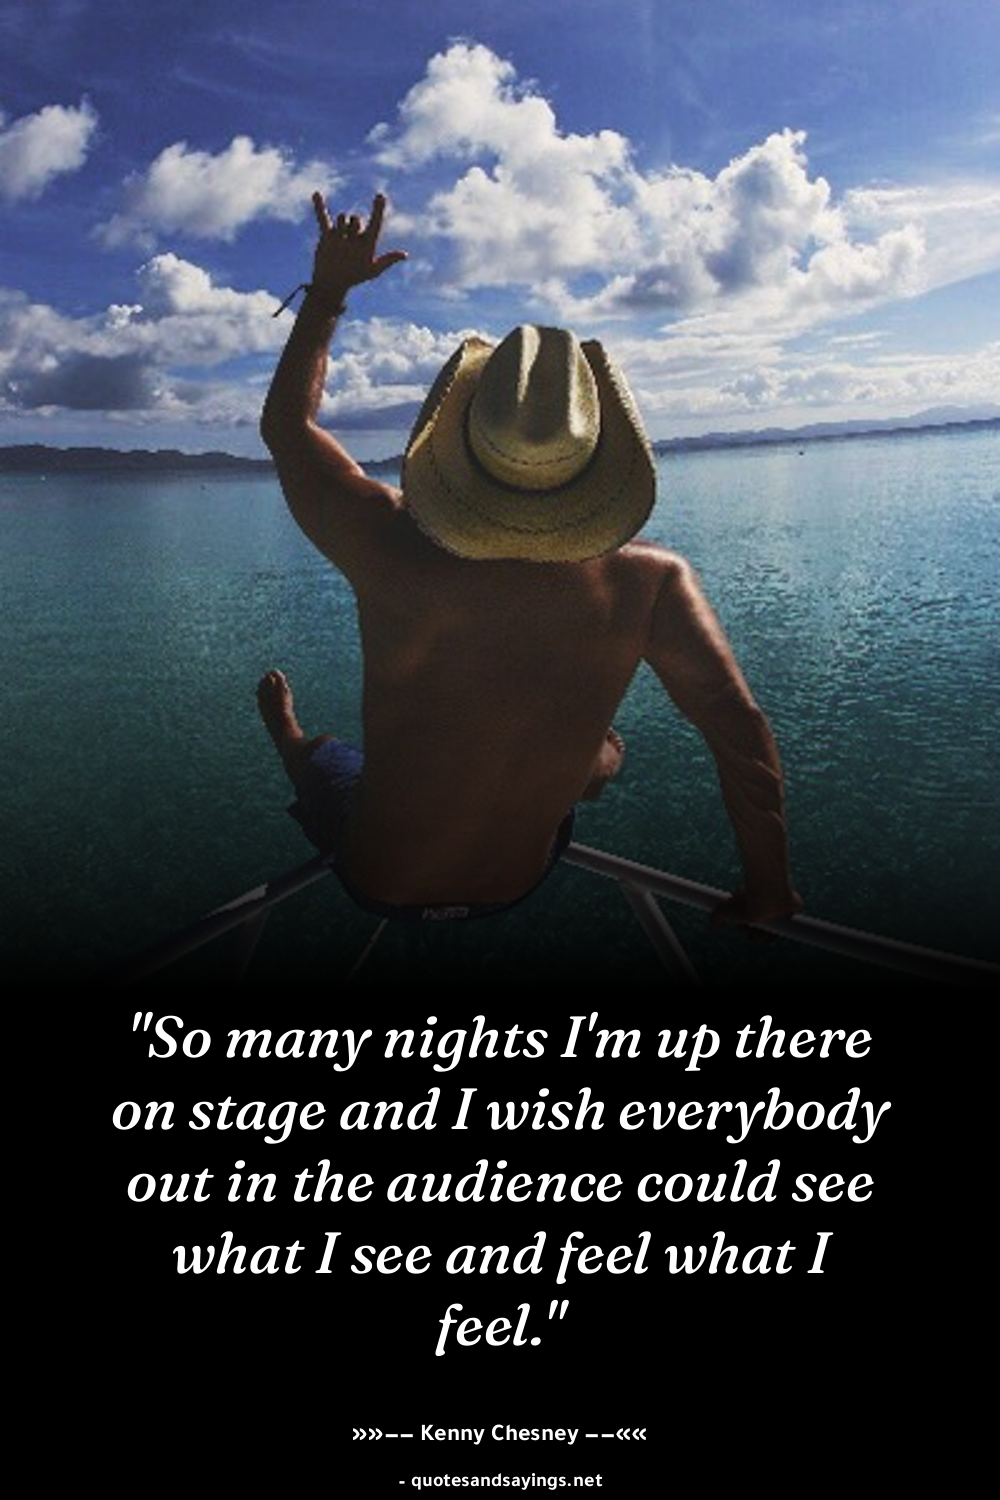 "So many nights I'm up there
on stage and I wish everybody
out in the audience could see
what I see and feel what I
feel."
»»–– Kenny Chesney ––««
- quotesandsayings.net